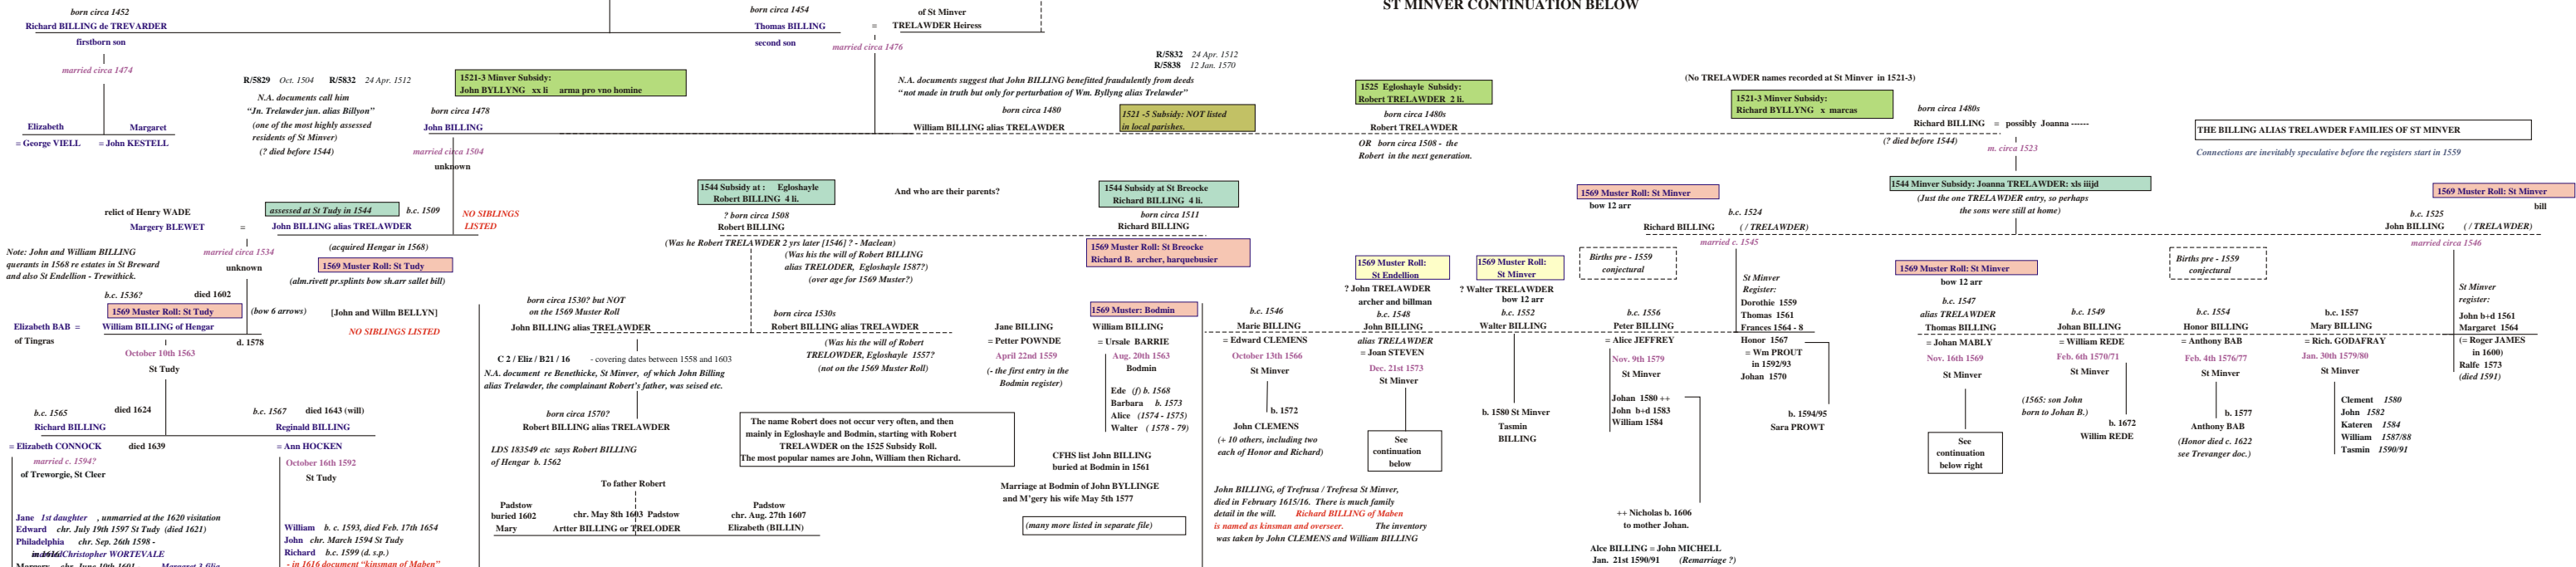 ST MINVER CONTINUATION BELOW
born circa 1452
Richard BILLING de TREVARDER
firstborn son
married circa 1474
Elizabeth
Margaret
= George VIELL
= John KESTELL
born circa 1454
Thomas BILLING
second son
=
of St Minver
TRELAWDER Heiress
married circa 1476
R/5829 Oct. 1504 R/5832 24 Apr. 1512
N.A. documents call him
“Jn. Trelawder jun. alias Billyon”
(one of the most highly assessed
residents of St Minver)
(? died before 1544)
1521-3 Minver Subsidy:
John BYLLYNG xx li arma pro vno homine
born circa 1478
John BILLING
married circa 1504
unknown
R/5832 24 Apr. 1512
R/5838 12 Jan. 1570
N.A. documents suggest that John BILLING benefitted fraudulently from deeds
“not made in truth but only for perturbation of Wm. Byllyng alias Trelawder”
born circa 1480
William BILLING alias TRELAWDER
1521 -5 Subsidy: NOT listed
in local parishes.
1525 Egloshayle Subsidy:
Robert TRELAWDER 2 li.
born circa 1480s
Robert TRELAWDER
OR born circa 1508 - the
Robert in the next generation.
(No TRELAWDER names recorded at St Minver in 1521-3)
1521-3 Minver Subsidy:
Richard BYLLYNG x marcas
born circa 1480s
Richard BILLING = possibly Joanna ------
(? died before 1544)
m. circa 1523
THE BILLING ALIAS TRELAWDER FAMILIES OF ST MINVER
Connections are inevitably speculative before the registers start in 1559
relict of Henry WADE
Margery BLEWET
=
assessed at St Tudy in 1544
b.c. 1509
John BILLING alias TRELAWDER
NO SIBLINGS
LISTED
(acquired Hengar in 1568)
married circa 1534
unknown
1569 Muster Roll: St Tudy
(alm.rivett pr.splints bow sh.arr sallet bill)
Note: John and William BILLING
querants in 1568 re estates in St Breward
and also St Endellion - Trewithick.
1544 Subsidy at : Egloshayle
Robert BILLING 4 li.
? born circa 1508
Robert BILLING
(Was he Robert TRELAWDER 2 yrs later [1546] ? - Maclean)
(Was his the will of Robert BILLING
alias TRELODER, Egloshayle 1587?)
(over age for 1569 Muster?)
And who are their parents?
1544 Subsidy at St Breocke
Richard BILLING 4 li.
born circa 1511
Richard BILLING
1569 Muster Roll: St Breocke
Richard B. archer, harquebusier
1569 Muster Roll: St Minver
bow 12 arr
b.c. 1524
Richard BILLING ( / TRELAWDER)
married c. 1545
1544 Minver Subsidy: Joanna TRELAWDER: xls iiijd
(Just the one TRELAWDER entry, so perhaps
the sons were still at home)
1569 Muster Roll: St Minver
bill
b.c. 1525
John BILLING ( / TRELAWDER)
married circa 1546
b.c. 1536?
died 1602
1569 Muster Roll: St Tudy
(bow 6 arrows)
Elizabeth BAB =
of Tingras
William BILLING of Hengar
d. 1578
October 10th 1563
St Tudy
[John and Willm BELLYN]
NO SIBLINGS LISTED
born circa 1530? but NOT
on the 1569 Muster Roll
John BILLING alias TRELAWDER
born circa 1530s
Robert BILLING alias TRELAWDER
(Was his the will of Robert
TRELOWDER, Egloshayle 1557?)
(not on the 1569 Muster Roll)
C 2 / Eliz / B21 / 16 - covering dates between 1558 and 1603
N.A. document re Benethicke, St Minver, of which John Billing
alias Trelawder, the complainant Robert's father, was seised etc.
Jane BILLING
= Petter POWNDE
April 22nd 1559
(- the first entry in the
Bodmin register)
1569 Muster: Bodmin
William BILLING
= Ursale BARRIE
Aug. 20th 1563
Bodmin
Ede (f) b. 1568
Barbara b. 1573
Alice (1574 - 1575)
Walter ( 1578 - 79)
b.c. 1546
Marie BILLING
= Edward CLEMENS
October 13th 1566
St Minver
b. 1572
John CLEMENS
(+ 10 others, including two
each of Honor and Richard)
1569 Muster Roll:
St Endellion
? John TRELAWDER
archer and billman
b.c. 1548
John BILLING
alias TRELAWDER
= Joan STEVEN
Dec. 21st 1573
St Minver
See
continuation
below
1569 Muster Roll:
St Minver
? Walter TRELAWDER
bow 12 arr
b.c. 1552
Walter BILLING
b. 1580 St Minver
Tasmin
BILLING
Births pre - 1559
conjectural
b.c. 1556
Peter BILLING
= Alice JEFFREY
Nov. 9th 1579
St Minver
Johan 1580 ++
John b+d 1583
William 1584
St Minver
Register:
Dorothie 1559
Thomas 1561
Frances 1564 - 8
Honor 1567
= Wm PROUT
in 1592/93
Johan 1570
b. 1594/95
Sara PROWT
1569 Muster Roll: St Minver
bow 12 arr
b.c. 1547
alias TRELAWDER
Thomas BILLING
= Johan MABLY
Nov. 16th 1569
St Minver
See
continuation
below right
b.c. 1549
Johan BILLING
= William REDE
Feb. 6th 1570/71
St Minver
(1565: son John
born to Johan B.)
b. 1672
Willim REDE
Births pre - 1559
conjectural
b.c. 1554
Honor BILLING
= Anthony BAB
Feb. 4th 1576/77
St Minver
b. 1577
Anthony BAB
(Honor died c. 1622
see Trevanger doc.)
b.c. 1557
Mary BILLING
= Rich. GODAFRAY
Jan. 30th 1579/80
St Minver
Clement 1580
John 1582
Kateren 1584
William 1587/88
Tasmin 1590/91
St Minver
register:
John b+d 1561
Margaret 1564
(= Roger JAMES
in 1600)
Ralfe 1573
(died 1591)
b.c. 1565
died 1624
Richard BILLING
= Elizabeth CONNOCK
died 1639
married c. 1594?
of Treworgie, St Cleer
b.c. 1567
died 1643 (will)
Reginald BILLING
= Ann HOCKEN
October 16th 1592
St Tudy
born circa 1570?
Robert BILLING alias TRELAWDER
LDS 183549 etc says Robert BILLING
of Hengar b. 1562
The name Robert does not occur very often, and then
mainly in Egloshayle and Bodmin, starting with Robert
TRELAWDER on the 1525 Subsidy Roll.
The most popular names are John, William then Richard.
CFHS list John BILLING
buried at Bodmin in 1561
Marriage at Bodmin of John BYLLINGE
and M'gery his wife May 5th 1577
(many more listed in separate file)
To father Robert
Padstow
buried 1602
Mary
chr. May 8th 1603 Padstow
Artter BILLING or TRELODER
Padstow
chr. Aug. 27th 1607
Elizabeth (BILLIN)
John BILLING, of Trefrusa / Trefresa St Minver,
died in February 1615/16. There is much family
detail in the will. Richard BILLING of Maben
is named as kinsman and overseer. The inventory
was taken by John CLEMENS and William BILLING
++ Nicholas b. 1606
to mother Johan.
Alce BILLING = John MICHELL
Jan. 21st 1590/91 (Remarriage ?)
Jane 1st daughter , unmarried at the 1620 visitation
Edward chr. July 19th 1597 St Tudy (died 1621)
Philadelphia chr. Sep. 26th 1598 -
Christopher WORTEVALE
Margery chr. June 10th 1601 - Margaret 3 filia
William b. c. 1593, died Feb. 17th 1654
John chr. March 1594 St Tudy
Richard b.c. 1599 (d. s.p.)
- in 1616 document “kinsman of Maben”